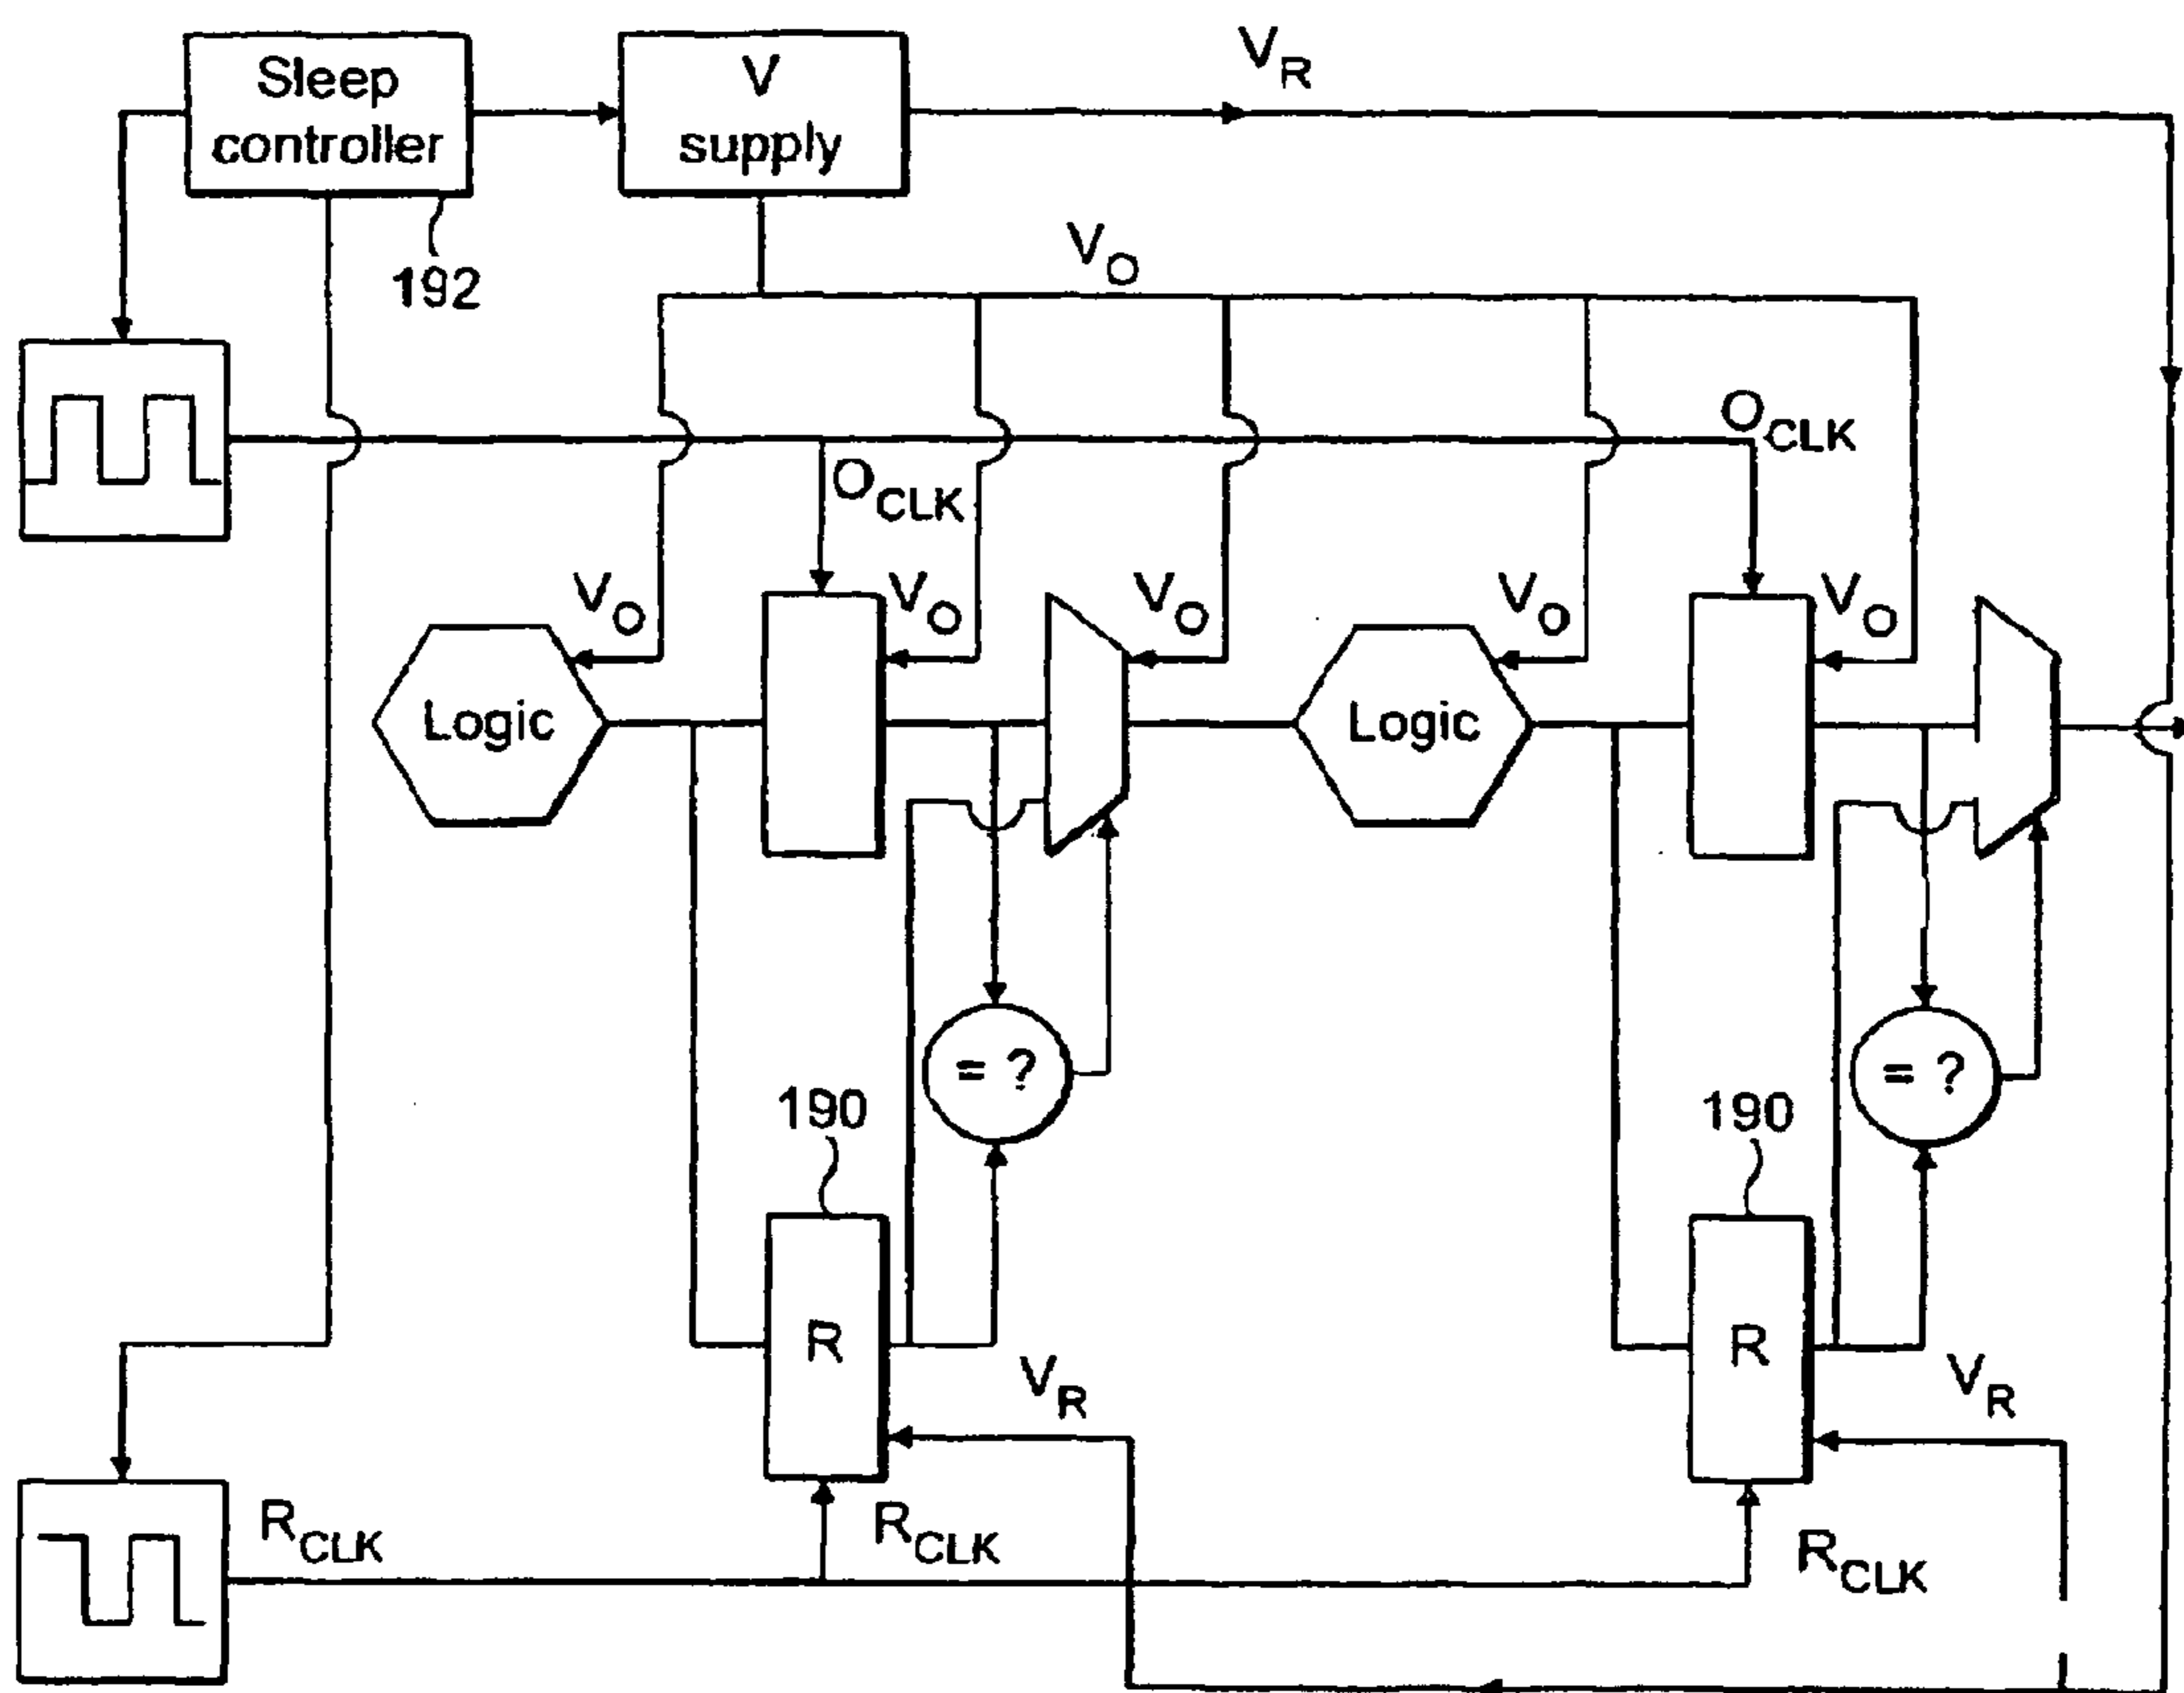 Sleep
controller
V
supply
V_R
192
V_O
O_CLK
O_CLK
V_O
V_O
V_O
V_O
V_O
Logic
Logic
= ?
= ?
190
190
R
R
V_R
V_R
R_CLK
R_CLK
R_CLK